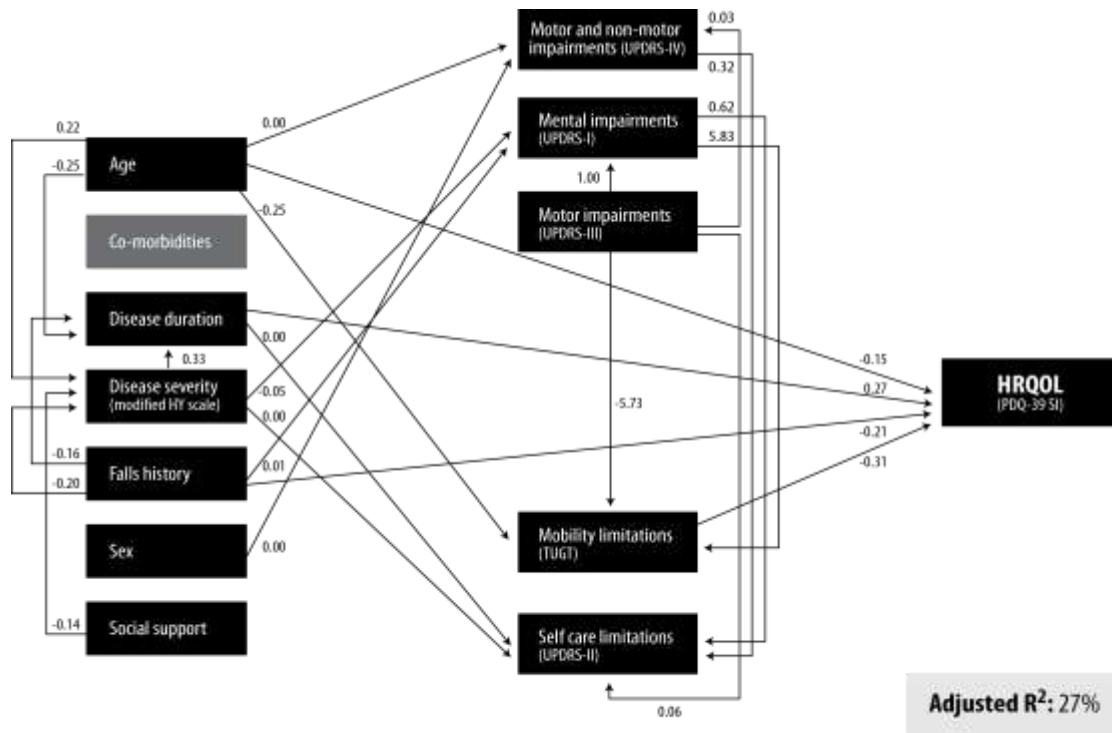 Motor and non-motor
impairments (UPDRS-IV)
0.03
0.32
Mental impairments
(UPDRS-I)
0.62
5.83
0.22
-0.25
Age
0.00
-0.25
1.00
Motor impairments
(UPDRS-III)
Co-morbidities
Disease duration
0.00
0.33
Disease severity
(modified HY scale)
-0.05
0.00
-0.15
0.27
-0.21
-0.31
HRQOL
(PDQ-39 SI)
-5.73
-0.16
-0.20
Falls history
0.01
Sex
0.00
Mobility limitations
(TUGT)
-0.14
Social support
Self care limitations
(UPDRS-II)
0.06
Adjusted R²: 27%